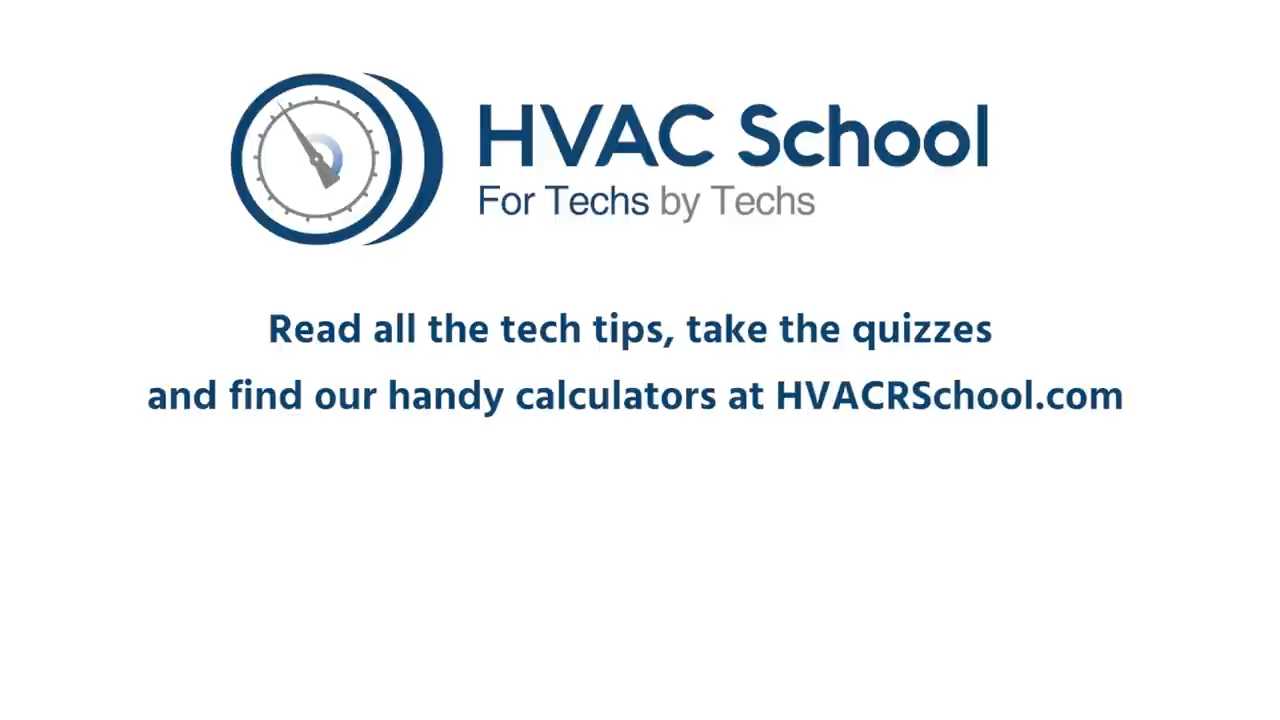 HVAC School
For Techs by Techs
Read all the tech tips, take the quizzes
and find our handy calculators at HVACRSchool.com